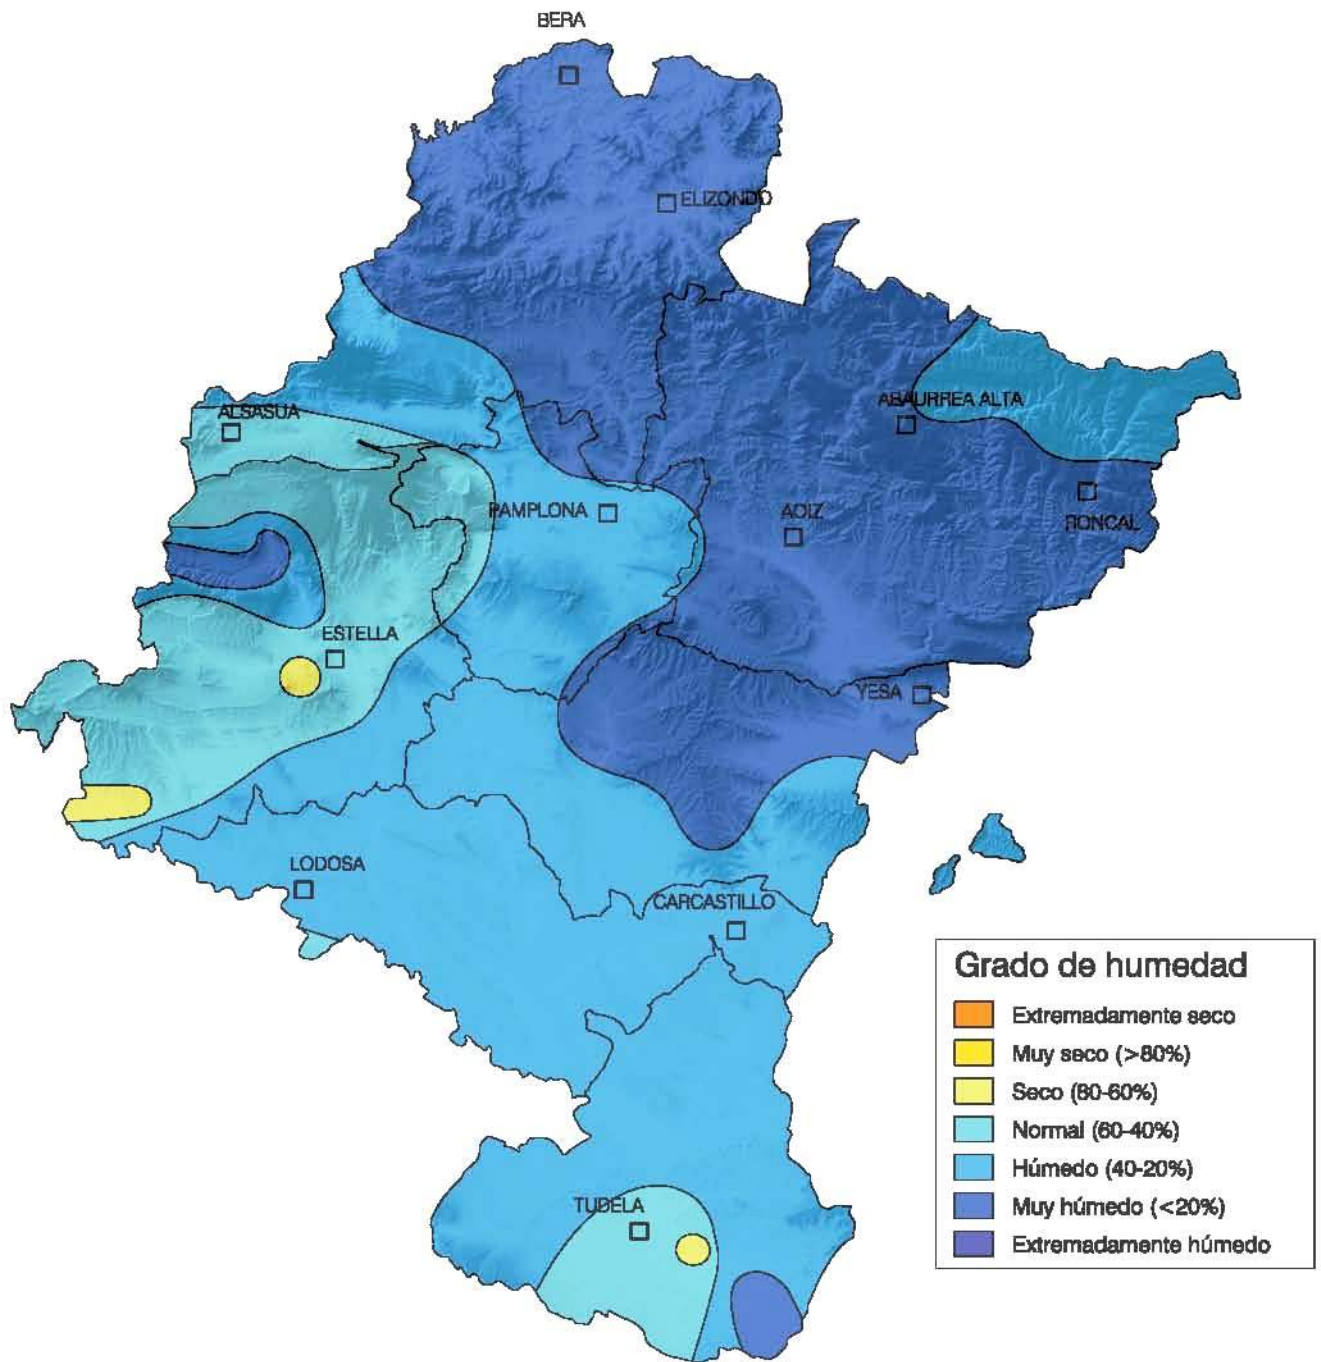 BERA
ELIZONDO
ALSASUA
ABAURREA ALTA
PAMPLONA
AOIZ
RONCAL
ESTELLA
YESA
LODOSA
CARCASTILLO
TUDELA
Grado de humedad
Extremadamente seco
Muy seco (>80%)
Seco (80-60%)
Normal (60-40%)
Húmedo (40-20%)
Muy húmedo (<20%)
Extremadamente húmedo